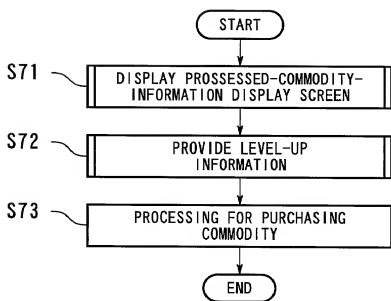 START
S71
DISPLAY PROSSESSED-COMMODITY-
INFORMATION DISPLAY SCREEN
S72
PROVIDE LEVEL-UP
INFORMATION
S73
PROCESSING FOR PURCHASING
COMMODITY
END